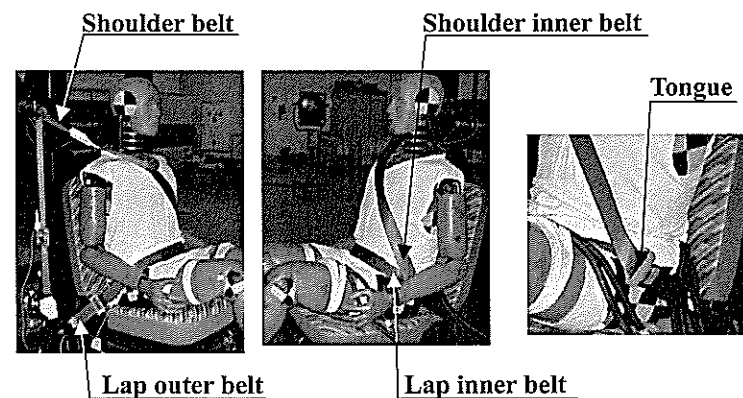 Shoulder belt
Shoulder inner belt
Tongue
Lap outer belt
Lap inner belt